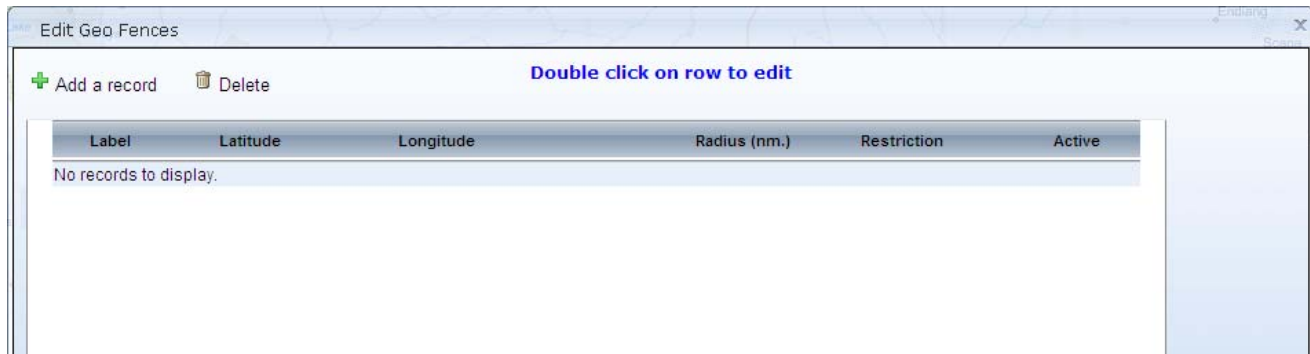 Endiang
Edit Geo Fences
x
Add a record
Delete
Double click on row to edit
Label Latitude Longitude Radius (nm.) Restriction Active
No records to display.